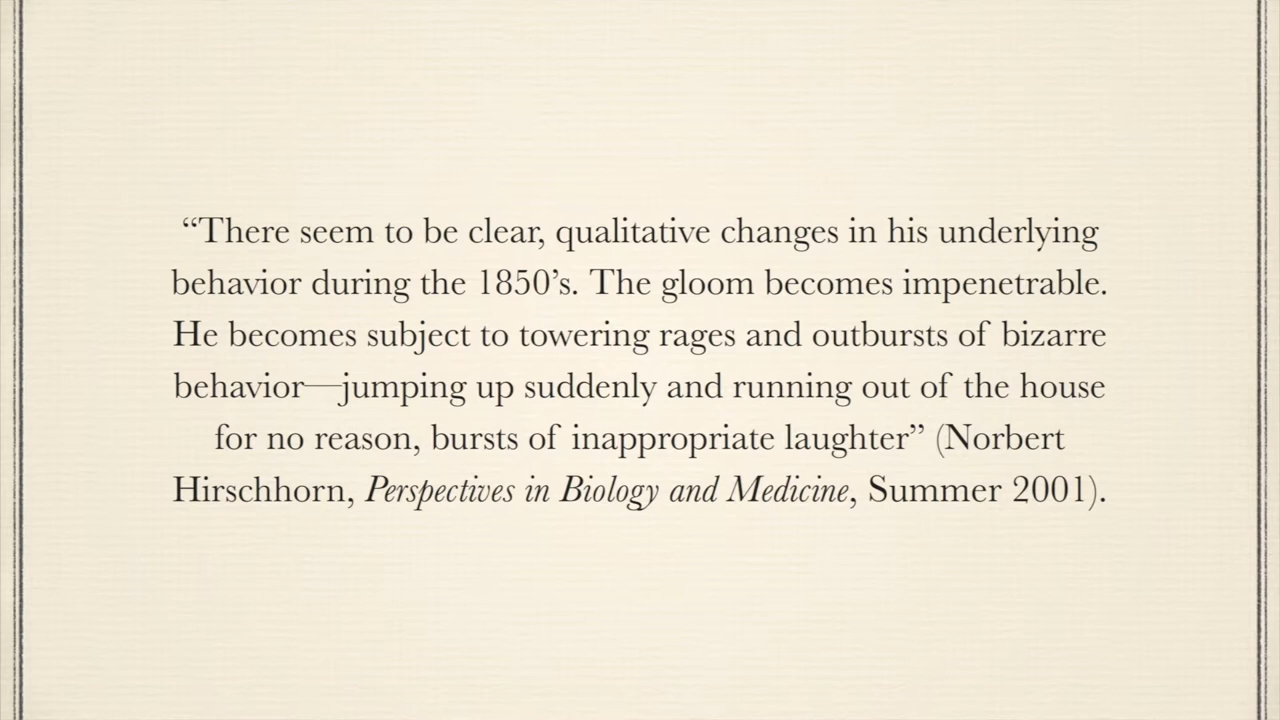 “There seem to be clear, qualitative changes in his underlying
behavior during the 1850’s. The gloom becomes impenetrable.
He becomes subject to towering rages and outbursts of bizarre
behavior—jumping up suddenly and running out of the house
for no reason, bursts of inappropriate laughter” (Norbert
Hirschhorn, Perspectives in Biology and Medicine, Summer 2001).